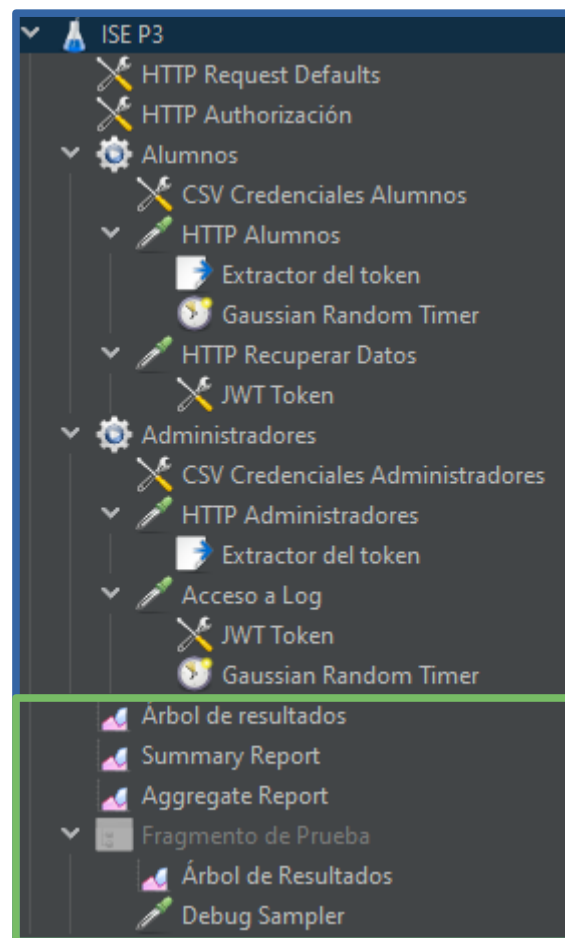 ISE P3
HTTP Request Defaults
HTTP Authorización
Alumnos
CSV Credenciales Alumnos
HTTP Alumnos
Extractor del token
Gaussian Random Timer
HTTP Recuperar Datos
JWT Token
Administradores
CSV Credenciales Administradores
HTTP Administradores
Extractor del token
Acceso a Log
JWT Token
Gaussian Random Timer
Árbol de resultados
Summary Report
Aggregate Report
Fragmento de Prueba
Árbol de Resultados
Debug Sampler